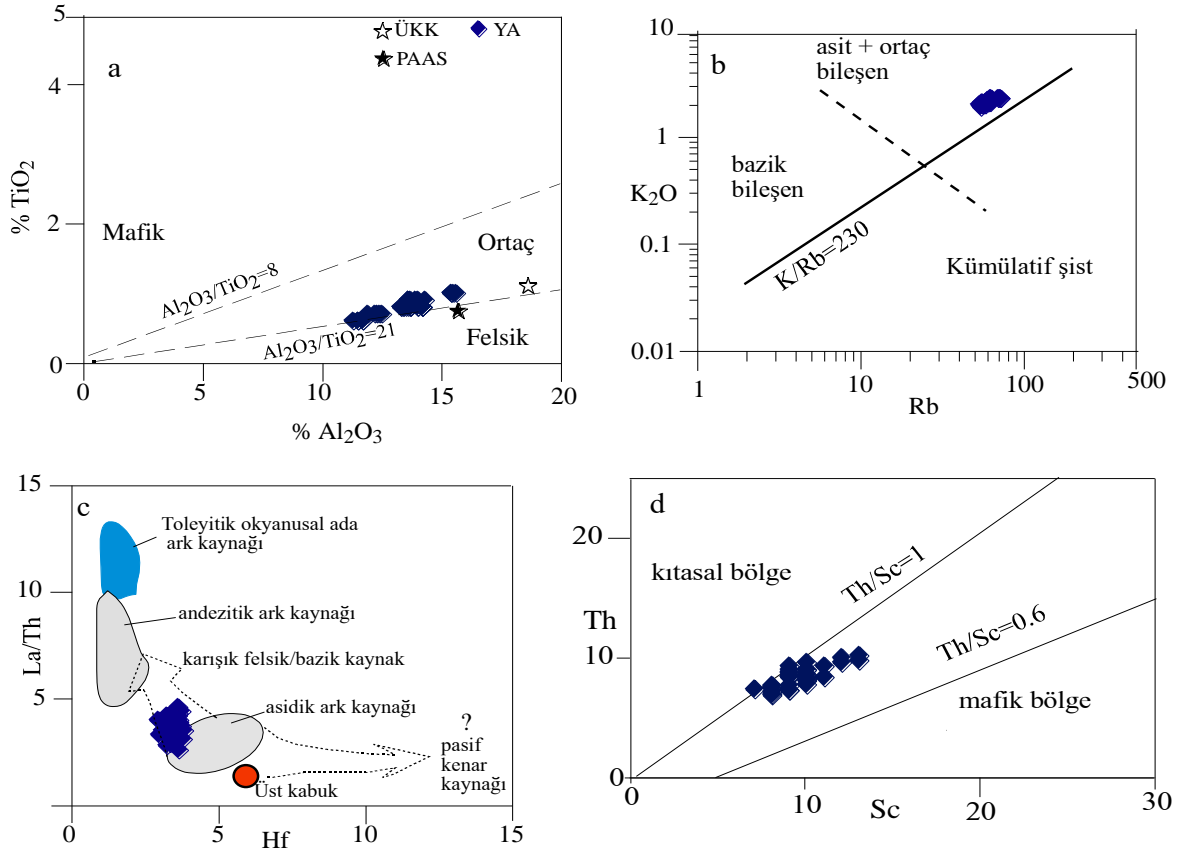 5
4
2
0
% TiO2
a
ÜKK
YA
PAAS
Mafik
Ortaç
Felsik
Al2O3/TiO2=8
Al2O3/TiO2=21
0
5
10
15
20
% Al2O3
10
1
0.1
0.01
K2O
b
asit + ortaç
bileşen
bazik
bileşen
K/Rb=230
Kümülatif şist
1
10
100
500
Rb
15
10
5
La/Th
c
Toleyitik okyanusal ada
ark kaynağı
andezitik ark kaynağı
karışık felsik/bazik kaynak
asidik ark kaynağı
?
pasif
kenar
kaynağı
Üst kabuk
0
5
10
15
Hf
20
10
0
Th
d
kıtasal bölge
Th/Sc=1
Th/Sc=0.6
mafik bölge
0
10
20
30
Sc